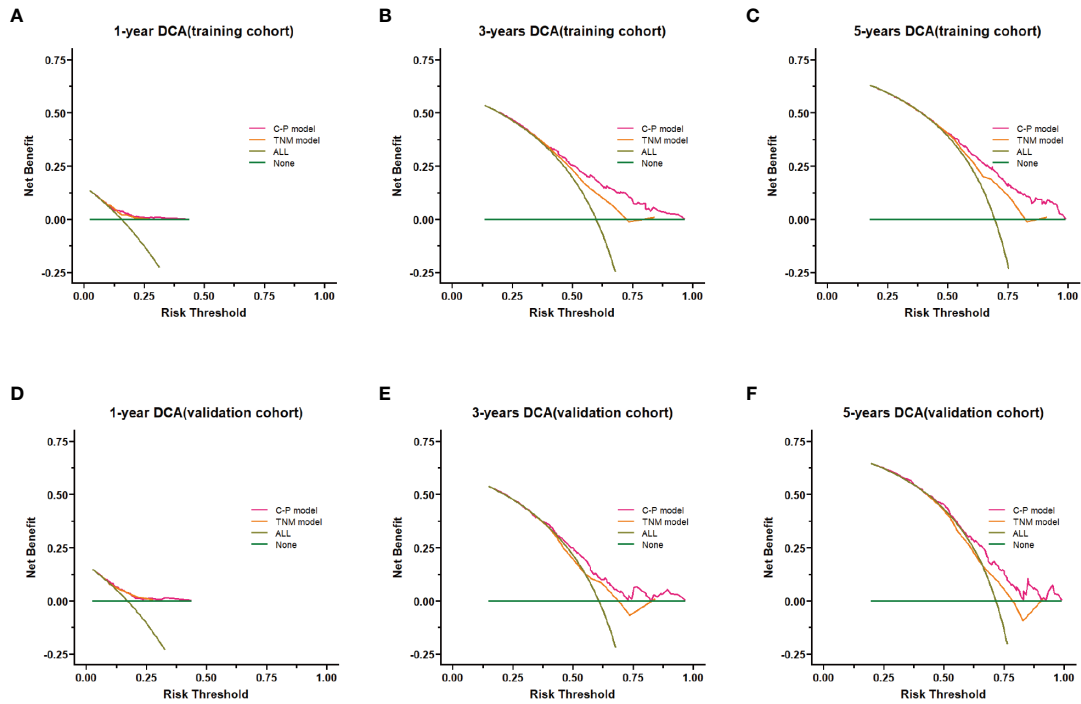 A
1-year DCA(training cohort)
Net Benefit
0.75
0.50
0.25
0.00
-0.25
C-P model
TNM model
ALL
None
0.00 0.25 0.50 0.75 1.00
Risk Threshold
B
3-years DCA(training cohort)
Net Benefit
0.75
0.50
0.25
0.00
-0.25
C-P model
TNM model
ALL
None
0.00 0.25 0.50 0.75 1.00
Risk Threshold
C
5-years DCA(training cohort)
Net Benefit
0.75
0.50
0.25
0.00
-0.25
C-P model
TNM model
ALL
None
0.00 0.25 0.50 0.75 1.00
Risk Threshold
D
1-year DCA(validation cohort)
Net Benefit
0.75
0.50
0.25
0.00
-0.25
C-P model
TNM model
ALL
None
0.00 0.25 0.50 0.75 1.00
Risk Threshold
E
3-years DCA(validation cohort)
Net Benefit
0.75
0.50
0.25
0.00
-0.25
C-P model
TNM model
ALL
None
0.00 0.25 0.50 0.75 1.00
Risk Threshold
F
5-years DCA(validation cohort)
Net Benefit
0.75
0.50
0.25
0.00
-0.25
C-P model
TNM model
ALL
None
0.00 0.25 0.50 0.75 1.00
Risk Threshold